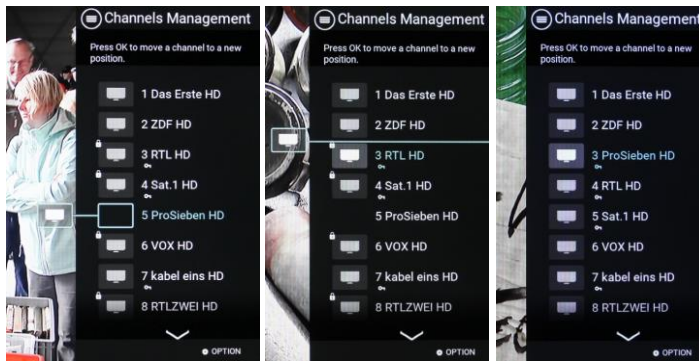 Channels Management
Press OK to move a channel to a new
position.
1 Das Erste HD
2 ZDF HD
3 RTL HD
4 Sat.1 HD
5 ProSieben HD
6 VOX HD
7 kabel eins HD
8 RTLZWEI HD
OPTION
Channels Management
Press OK to move a channel to a new
position.
1 Das Erste HD
2 ZDF HD
3 RTL HD
4 Sat.1 HD
5 ProSieben HD
6 VOX HD
7 kabel eins HD
8 RTLZWEI HD
OPTION
Channels Management
Press OK to move a channel to a new
position.
1 Das Erste HD
2 ZDF HD
3 ProSieben HD
4 RTL HD
5 Sat.1 HD
6 VOX HD
7 kabel eins HD
8 RTLZWEI HD
OPTION